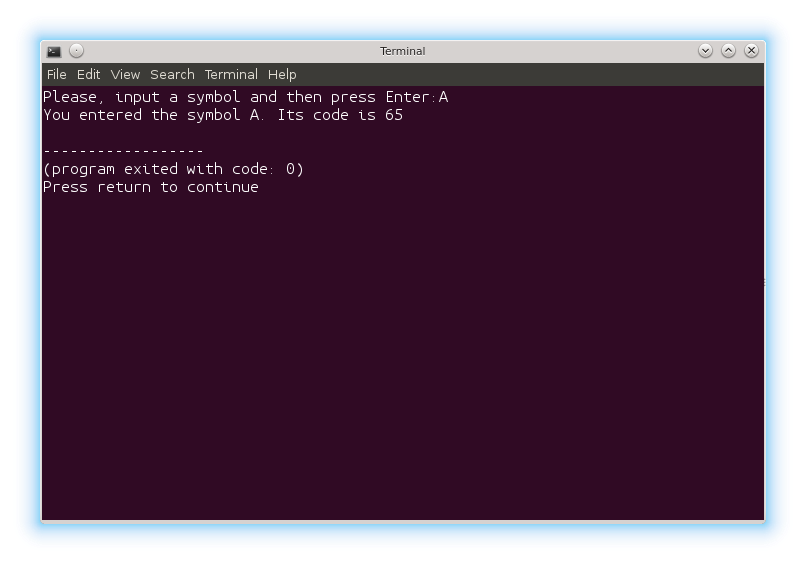 Terminal
File Edit View Search Terminal Help
Please, input a symbol and then press Enter:A
You entered the symbol A. Its code is 65
------------------
(program exited with code: 0)
Press return to continue